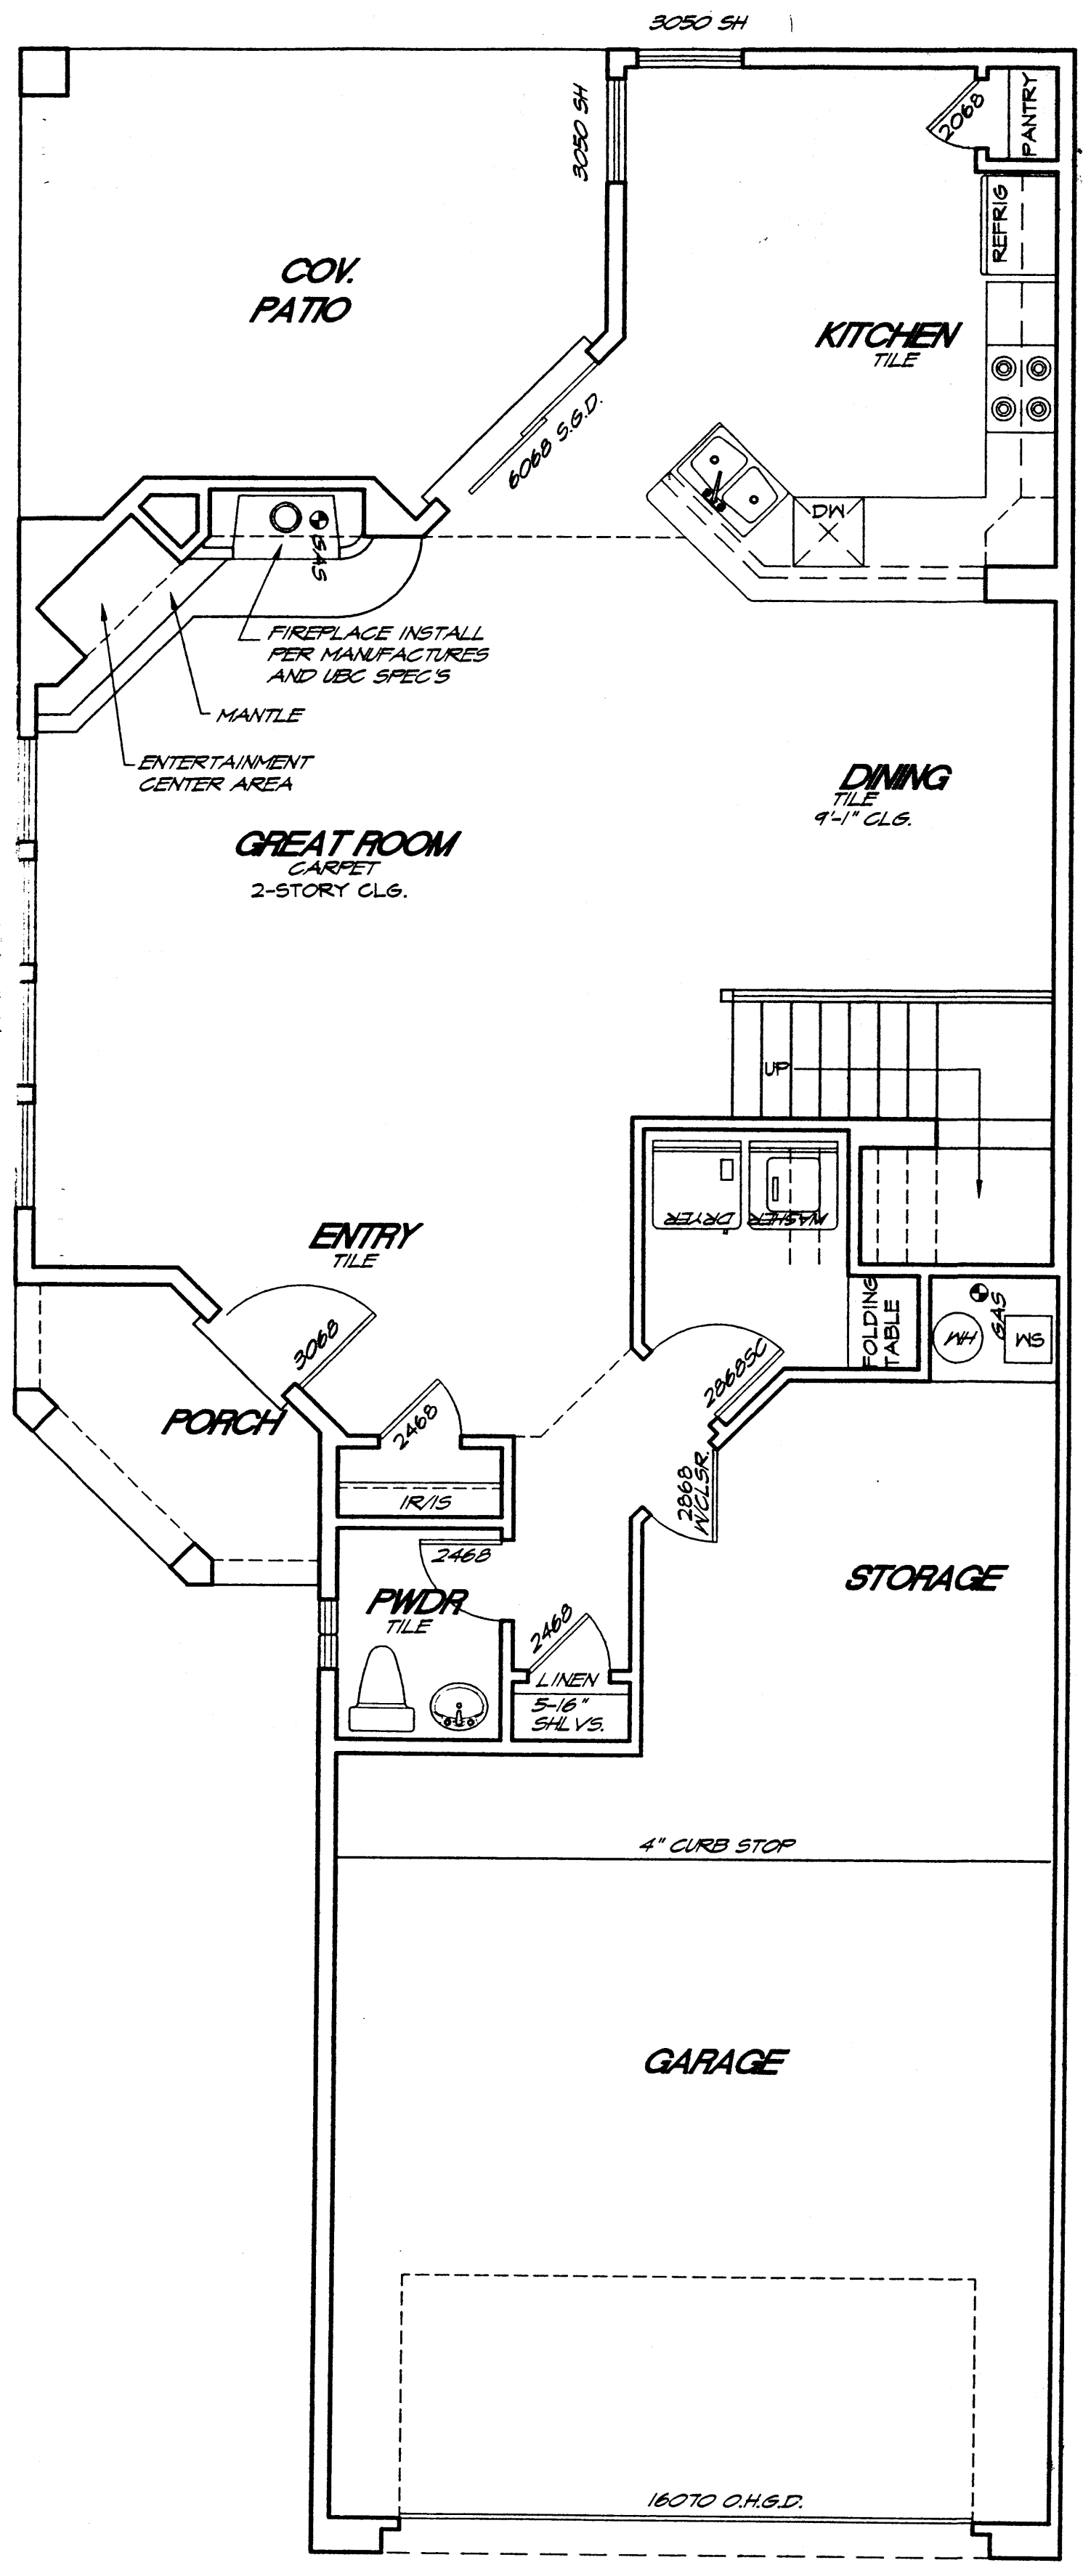 3050 SH
3050 SH
2068
PANTRY
REFRIG
COV.
PATIO
KITCHEN
TILE
6068 S.G.D.
DW
GAS
FIREPLACE INSTALL
PER MANUFACTURES
AND UBC SPEC'S
MANTLE
ENTERTAINMENT
CENTER AREA
DINING
TILE
9'-1" CLG.
GREAT ROOM
CARPET
2-STORY CLG.
UP
DRYER
WASHER
ENTRY
TILE
FOLDING
TABLE
GAS
WH
SM
3068
2868SC
PORCH
2468
1R/1S
2868
W/CLSR.
2468
STORAGE
PWDR
TILE
2468
LINEN
5-16"
SHLVS.
4" CURB STOP
GARAGE
16070 O.H.G.D.